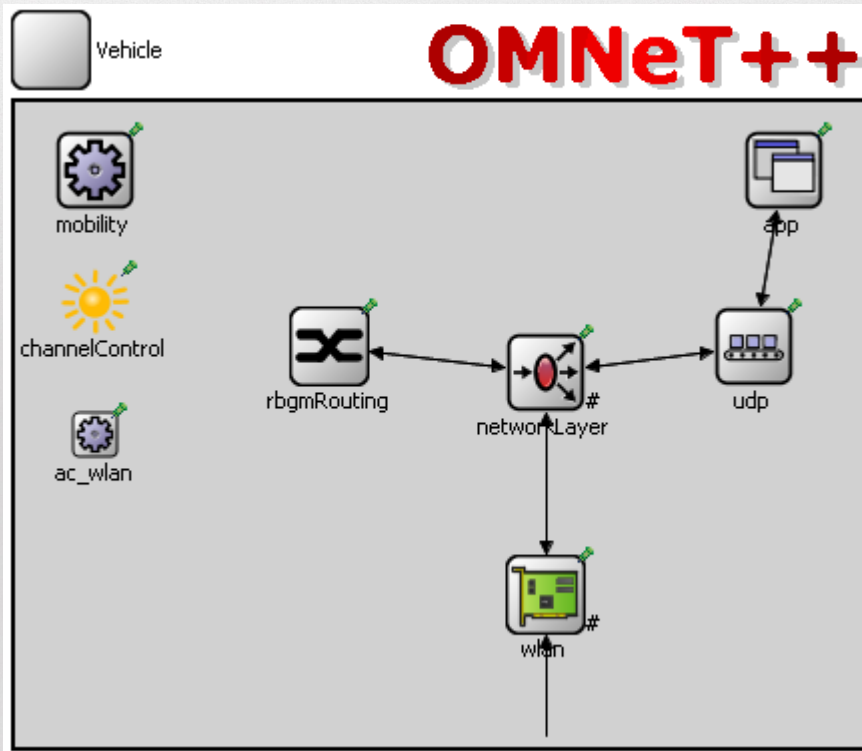 Vehicle
OMNeT++
mobility
app
channelControl
rbgmRouting
networkLayer
#
udp
ac_wlan
wlan
#